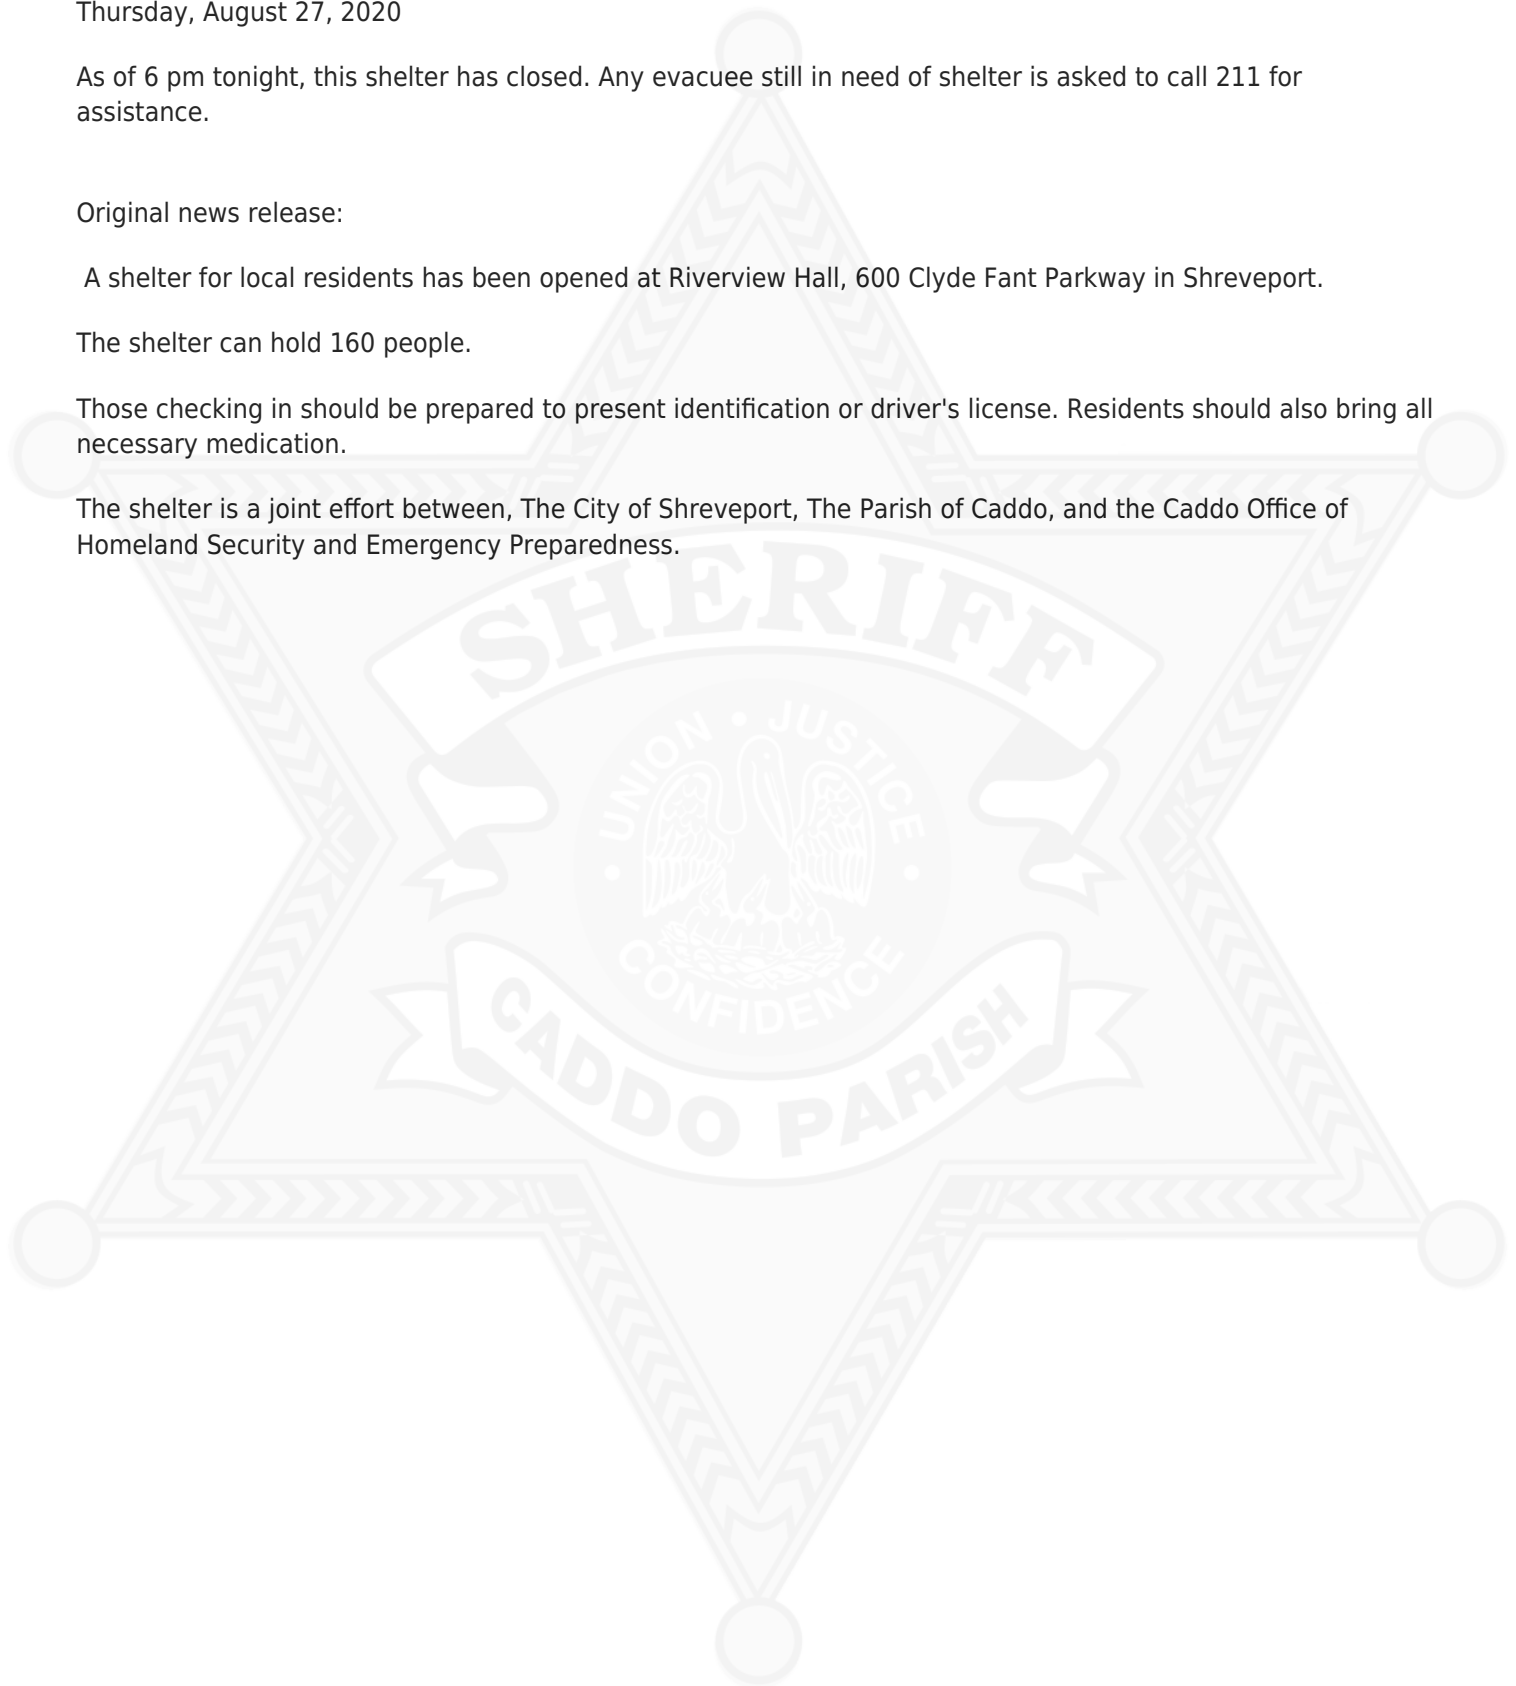 Thursday, August 27, 2020
As of 6 pm tonight, this shelter has closed. Any evacuee still in need of shelter is asked to call 211 for
assistance.
Original news release:
A shelter for local residents has been opened at Riverview Hall, 600 Clyde Fant Parkway in Shreveport.
The shelter can hold 160 people.
Those checking in should be prepared to present identification or driver's license. Residents should also bring all
necessary medication.
The shelter is a joint effort between, The City of Shreveport, The Parish of Caddo, and the Caddo Office of
Homeland Security and Emergency Preparedness.
SHERIFF
UNION • JUSTICE
• CONFIDENCE •
CADDO PARISH